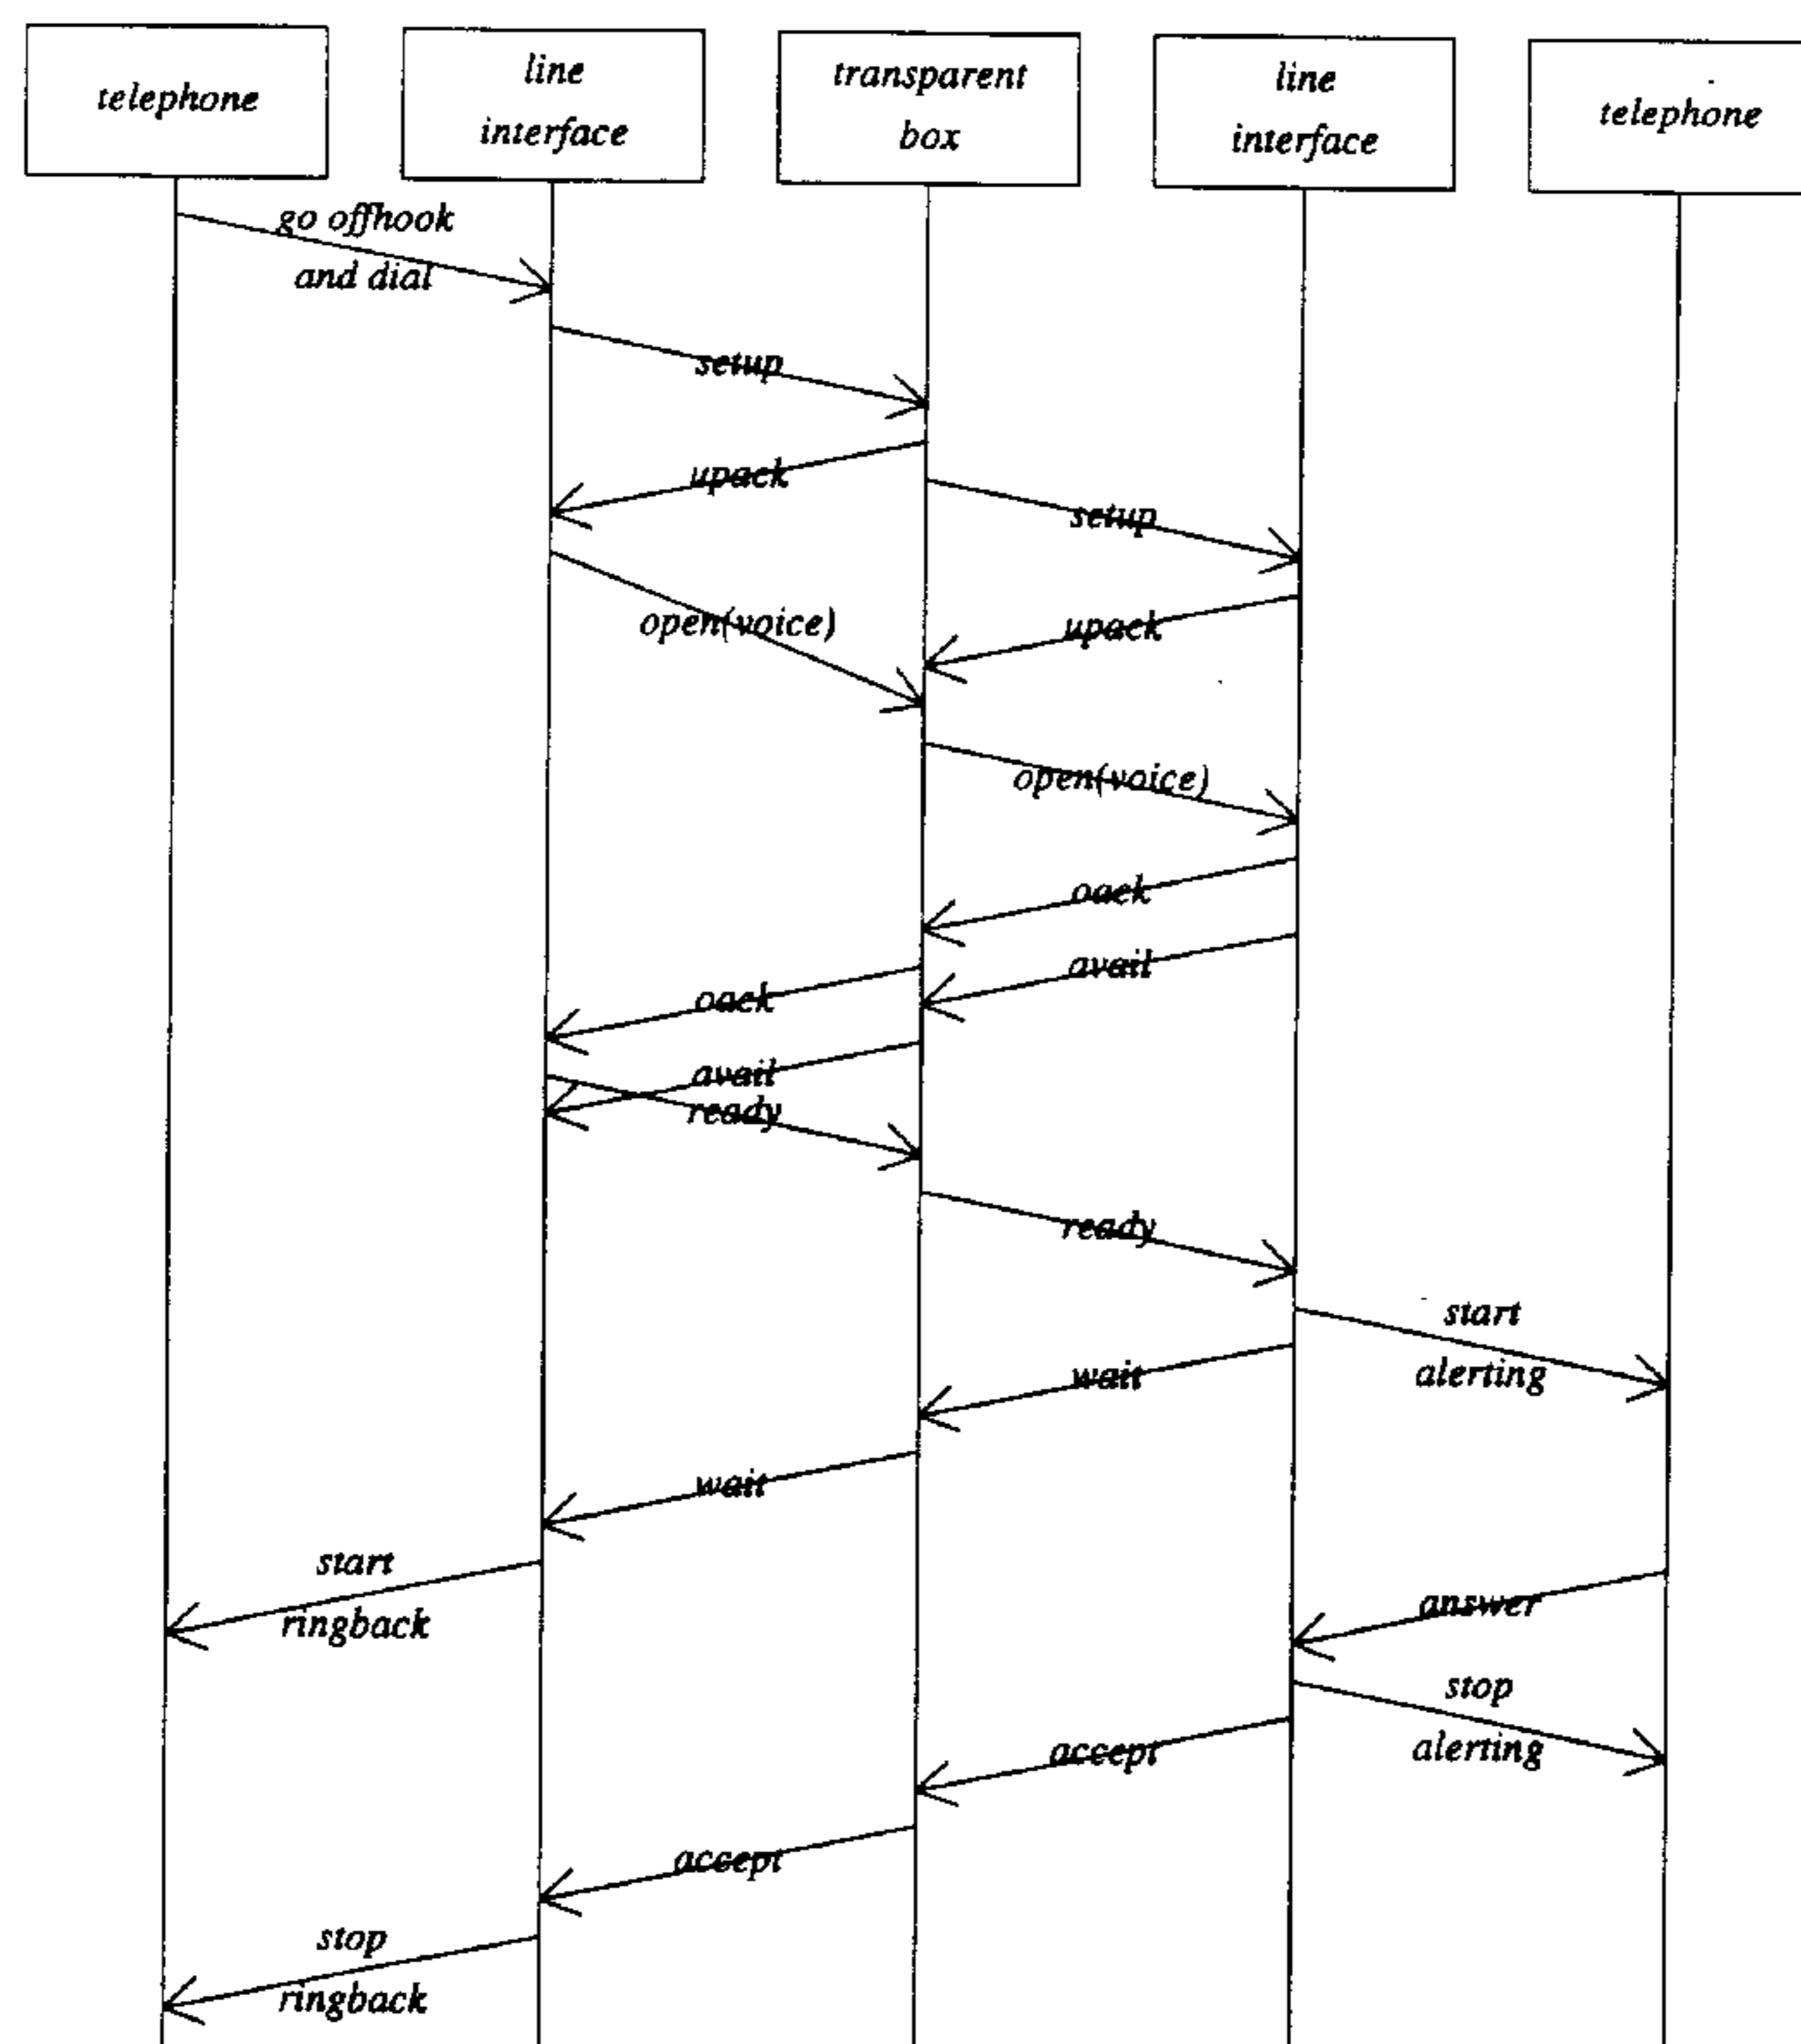 telephone
line
interface
transparent
box
line
interface
telephone
go offhook
and dial
setup
upack
setup
open(voice)
upack
open(voice)
oack
avail
oack
avail
ready
ready
start
alerting
wait
wait
start
ringback
answer
stop
alerting
accept
accept
stop
ringback